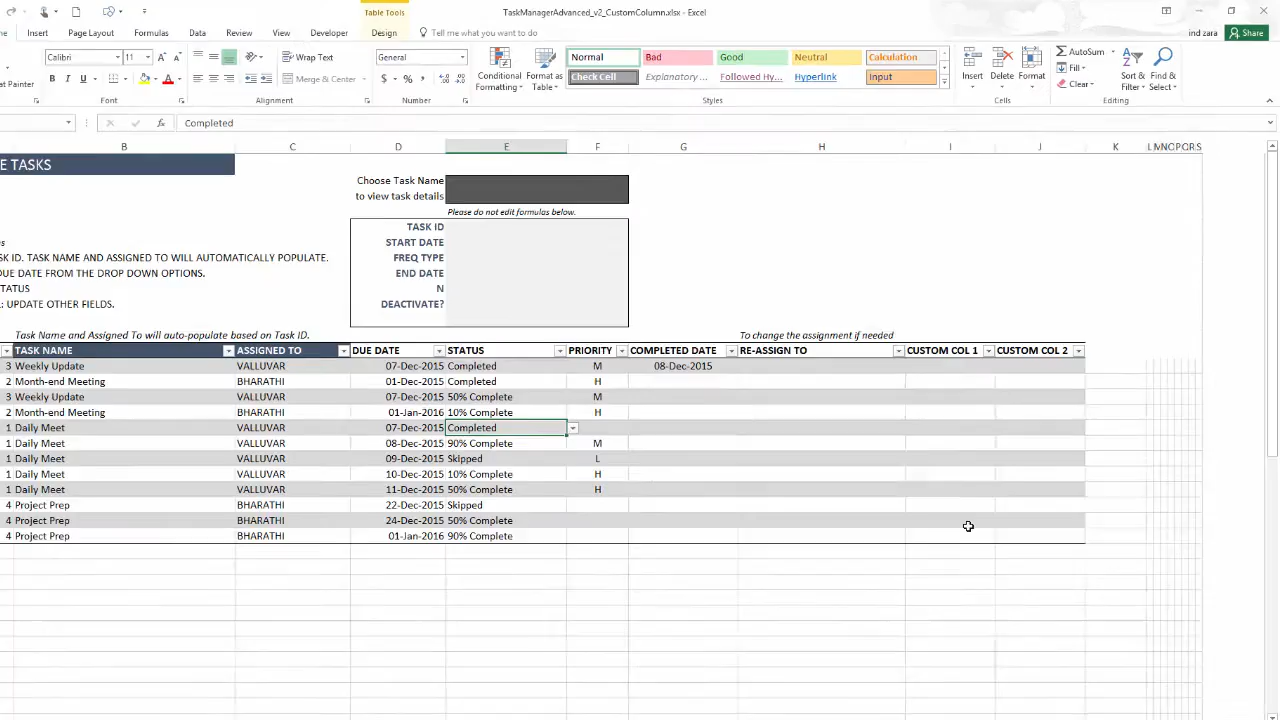 TaskManagerAdvanced_v2_CustomColumn.xlsx - Excel
Table Tools
Insert Page Layout Formulas Data Review View Developer Design Tell me what you want to do ind zara Share
at Painter Calibri 11 Wrap Text General Normal Bad Good Neutral Calculation AutoSum
B I U Merge & Center $ % Conditional Formatting Format as Table Check Cell Explanatory ... Followed Hy... Hyperlink Input Insert Delete Format Fill Clear Sort & Filter Find & Select
Font Alignment Number Styles Cells Editing
Completed
B C D E F G H I J K L M N O P Q R S
E TASKS
Choose Task Name
to view task details
Please do not edit formulas below.
TASK ID
START DATE
FREQ TYPE
END DATE
N
DEACTIVATE?
SK ID. TASK NAME AND ASSIGNED TO WILL AUTOMATICALLY POPULATE.
DUE DATE FROM THE DROP DOWN OPTIONS.
STATUS
: UPDATE OTHER FIELDS.
Task Name and Assigned To will auto-populate based on Task ID. To change the assignment if needed
TASK NAME ASSIGNED TO DUE DATE STATUS PRIORITY COMPLETED DATE RE-ASSIGN TO CUSTOM COL 1 CUSTOM COL 2
3 Weekly Update VALLUVAR 07-Dec-2015 Completed M 08-Dec-2015
2 Month-end Meeting BHARATHI 01-Dec-2015 Completed H
3 Weekly Update VALLUVAR 07-Dec-2015 50% Complete M
2 Month-end Meeting BHARATHI 01-Jan-2016 10% Complete H
1 Daily Meet VALLUVAR 07-Dec-2015 Completed
1 Daily Meet VALLUVAR 08-Dec-2015 90% Complete M
1 Daily Meet VALLUVAR 09-Dec-2015 Skipped L
1 Daily Meet VALLUVAR 10-Dec-2015 10% Complete H
1 Daily Meet VALLUVAR 11-Dec-2015 50% Complete H
4 Project Prep BHARATHI 22-Dec-2015 Skipped
4 Project Prep BHARATHI 24-Dec-2015 50% Complete
4 Project Prep BHARATHI 01-Jan-2016 90% Complete